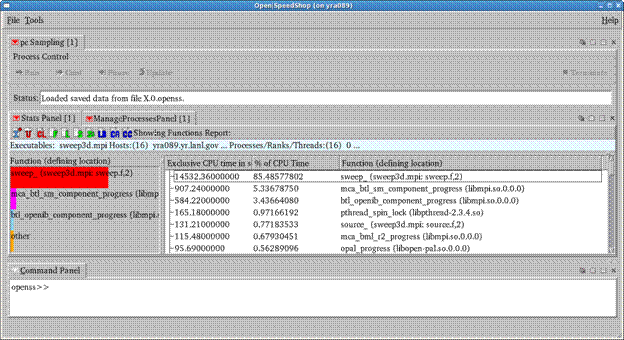 Open|SpeedShop (on yra089)
File Tools Help
pc Sampling [1]
Process Control
Run Cont Pause Update Terminate
Status: Loaded saved data from file X.0.openss.
Stats Panel [1] ManageProcessesPanel [1]
U CL LB CA CC Showing Functions Report:
Executables: sweep3d.mpi Hosts:(16) yra089.yr.lanl.gov ... Processes/Ranks/Threads:(16) 0 ...
Function (defining location)
sweep_ (sweep3d.mpi: sweep.f,2)
mca_btl_sm_component_progress (libmp
btl_openib_component_progress (libmpi.
other
Exclusive CPU time in s % of CPU Time Function (defining location)
14532.36000000 85.48577802 sweep_ (sweep3d.mpi: sweep.f,2)
907.24000000 5.33678750 mca_btl_sm_component_progress (libmpi.so.0.0.0)
584.22000000 3.43664080 btl_openib_component_progress (libmpi.so.0.0.0)
165.18000000 0.97166192 pthread_spin_lock (libpthread-2.3.4.so)
131.21000000 0.77183533 source_ (sweep3d.mpi: source.f,2)
115.48000000 0.67930451 mca_bml_r2_progress (libmpi.so.0.0.0)
95.69000000 0.56289096 opal_progress (libopen-pal.so.0.0.0)
Command Panel
openss>>